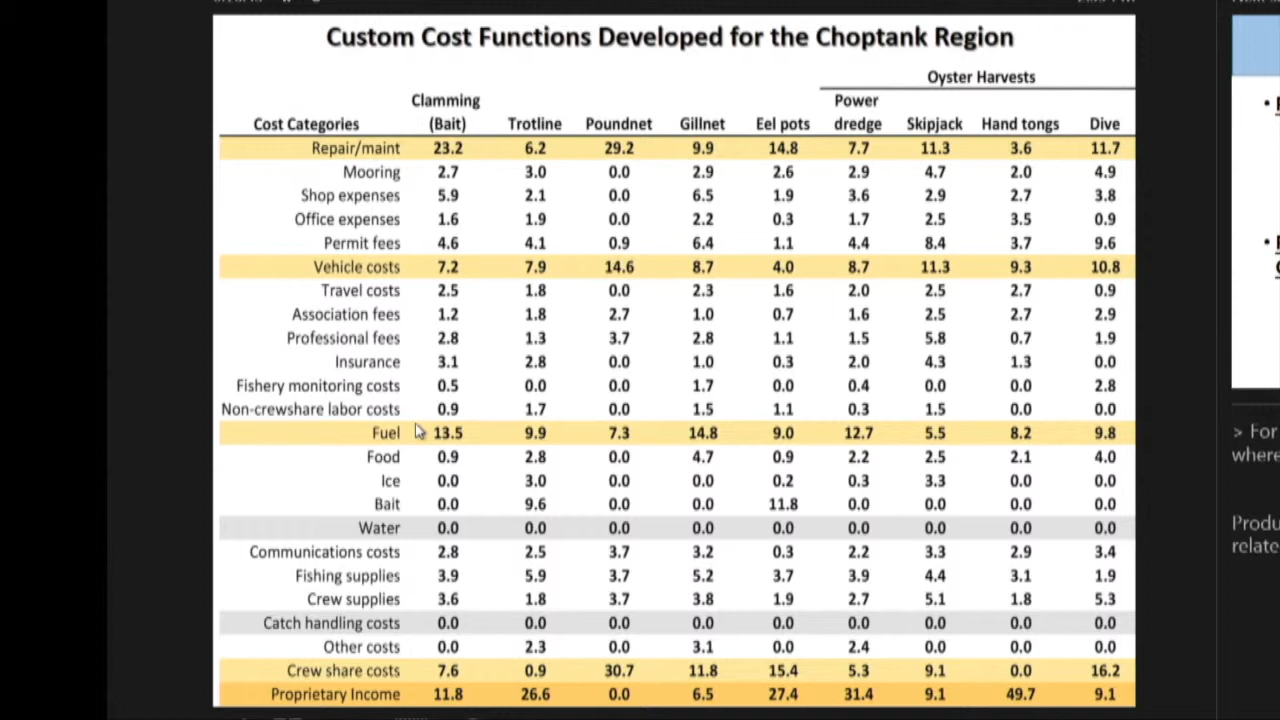 Custom Cost Functions Developed for the Choptank Region
Oyster Harvests
Clamming Power
Cost Categories (Bait) Trotline Poundnet Gillnet Eel pots dredge Skipjack Hand tongs Dive
Repair/maint 23.2 6.2 29.2 9.9 14.8 7.7 11.3 3.6 11.7
Mooring 2.7 3.0 0.0 2.9 2.6 2.9 4.7 2.0 4.9
Shop expenses 5.9 2.1 0.0 6.5 1.9 3.6 2.9 2.7 3.8
Office expenses 1.6 1.9 0.0 2.2 0.3 1.7 2.5 3.5 0.9
Permit fees 4.6 4.1 0.9 6.4 1.1 4.4 8.4 3.7 9.6
Vehicle costs 7.2 7.9 14.6 8.7 4.0 8.7 11.3 9.3 10.8
Travel costs 2.5 1.8 0.0 2.3 1.6 2.0 2.5 2.7 0.9
Association fees 1.2 1.8 2.7 1.0 0.7 1.6 2.5 2.7 2.9
Professional fees 2.8 1.3 3.7 2.8 1.1 1.5 5.8 0.7 1.9
Insurance 3.1 2.8 0.0 1.0 0.3 2.0 4.3 1.3 0.0
Fishery monitoring costs 0.5 0.0 0.0 1.7 0.0 0.4 0.0 0.0 2.8
Non-crewshare labor costs 0.9 1.7 0.0 1.5 1.1 0.3 1.5 0.0 0.0
Fuel 13.5 9.9 7.3 14.8 9.0 12.7 5.5 8.2 9.8
Food 0.9 2.8 0.0 4.7 0.9 2.2 2.5 2.1 4.0
Ice 0.0 3.0 0.0 0.0 0.2 0.3 3.3 0.0 0.0
Bait 0.0 9.6 0.0 0.0 11.8 0.0 0.0 0.0 0.0
Water 0.0 0.0 0.0 0.0 0.0 0.0 0.0 0.0 0.0
Communications costs 2.8 2.5 3.7 3.2 0.3 2.2 3.3 2.9 3.4
Fishing supplies 3.9 5.9 3.7 5.2 3.7 3.9 4.4 3.1 1.9
Crew supplies 3.6 1.8 3.7 3.8 1.9 2.7 5.1 1.8 5.3
Catch handling costs 0.0 0.0 0.0 0.0 0.0 0.0 0.0 0.0 0.0
Other costs 0.0 2.3 0.0 3.1 0.0 2.4 0.0 0.0 0.0
Crew share costs 7.6 0.9 30.7 11.8 15.4 5.3 9.1 0.0 16.2
Proprietary Income 11.8 26.6 0.0 6.5 27.4 31.4 9.1 49.7 9.1
> For
where
Produ
relate